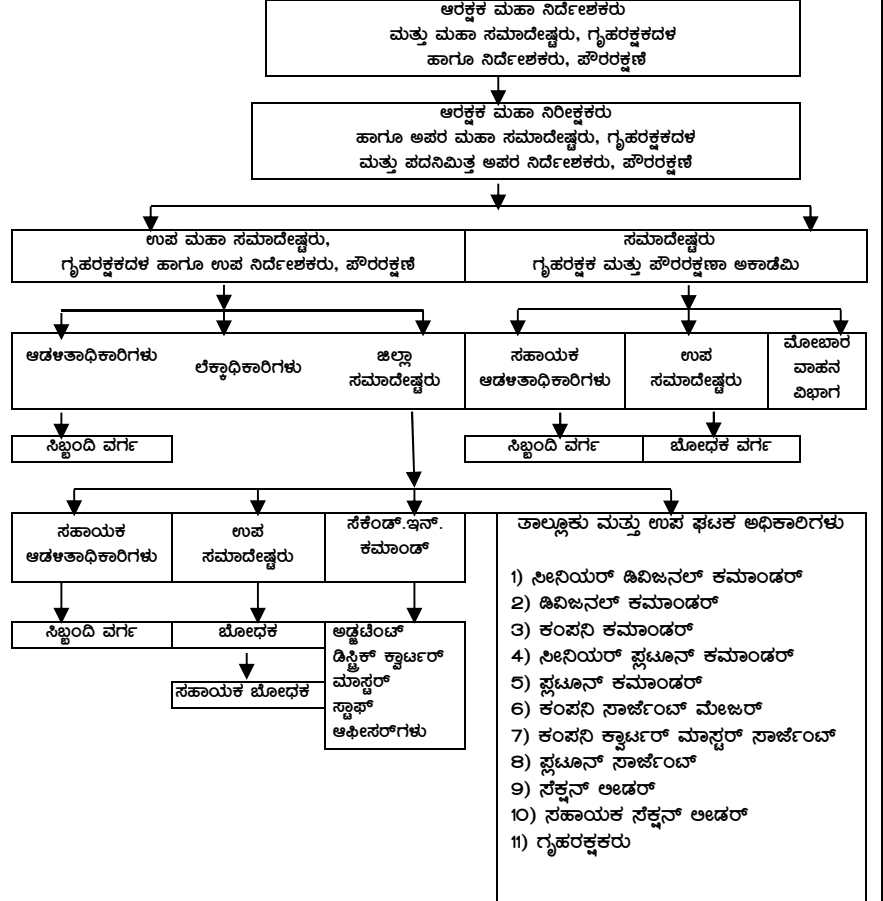 ಆರಕ್ಷಕ ಮಹಾ ನಿರ್ದೇಶಕರು
ಮತ್ತು ಮಹಾ ಸಮಾದೇಷ್ಟರು, ಗೃಹರಕ್ಷಕದಳ
ಹಾಗೂ ನಿರ್ದೇಶಕರು, ಪೌರರಕ್ಷಣೆ
ಆರಕ್ಷಕ ಮಹಾ ನಿರೀಕ್ಷಕರು
ಹಾಗೂ ಅಪರ ಮಹಾ ಸಮಾದೇಷ್ಟರು, ಗೃಹರಕ್ಷಕದಳ
ಮತ್ತು ಪದನಿಮಿತ್ತ ಅಪರ ನಿರ್ದೇಶಕರು, ಪೌರರಕ್ಷಣೆ
ಉಪ ಮಹಾ ಸಮಾದೇಷ್ಟರು,
ಗೃಹರಕ್ಷಕದಳ ಹಾಗೂ ಉಪ ನಿರ್ದೇಶಕರು, ಪೌರರಕ್ಷಣೆ
ಸಮಾದೇಷ್ಟರು
ಗೃಹರಕ್ಷಕ ಮತ್ತು ಪೌರರಕ್ಷಣಾ ಅಕಾಡೆಮಿ
ಆಡಳಿತಾಧಿಕಾರಿಗಳು
ಲೆಕ್ಕಾಧಿಕಾರಿಗಳು
ಜಿಲ್ಲಾ
ಸಮಾದೇಷ್ಟರು
ಸಹಾಯಕ
ಆಡಳಿತಾಧಿಕಾರಿಗಳು
ಉಪ
ಸಮಾದೇಷ್ಟರು
ಮೋಟಾರ
ವಾಹನ
ವಿಭಾಗ
ಸಿಬ್ಬಂದಿ ವರ್ಗ
ಸಿಬ್ಬಂದಿ ವರ್ಗ
ಬೋಧಕ ವರ್ಗ
ಸಹಾಯಕ
ಆಡಳಿತಾಧಿಕಾರಿಗಳು
ಉಪ
ಸಮಾದೇಷ್ಟರು
ಸೆಕೆಂಡ್.ಇನ್.
ಕಮಾಂಡ್
ಸಿಬ್ಬಂದಿ ವರ್ಗ
ಬೋಧಕ
ಸಹಾಯಕ ಬೋಧಕ
ಅಡ್ಜಟೆಂಟ್
ಡಿಸ್ಟ್ರಿಕ್ ಕ್ವಾರ್ಟರ್
ಮಾಸ್ಟರ್
ಸ್ಟಾಫ್
ಆಫೀಸರ್‌ಗಳು
ತಾಲ್ಲೂಕು ಮತ್ತು ಉಪ ಘಟಕ ಅಧಿಕಾರಿಗಳು
1) ಸೀನಿಯರ್ ಡಿವಿಜನಲ್ ಕಮಾಂಡರ್
2) ಡಿವಿಜನಲ್ ಕಮಾಂಡರ್
3) ಕಂಪನಿ ಕಮಾಂಡರ್
4) ಸೀನಿಯರ್ ಪ್ಲಟೂನ್ ಕಮಾಂಡರ್
5) ಪ್ಲಟೂನ್ ಕಮಾಂಡರ್
6) ಕಂಪನಿ ಸಾರ್ಜೆಂಟ್ ಮೇಜರ್
7) ಕಂಪನಿ ಕ್ವಾರ್ಟರ್ ಮಾಸ್ಟರ್ ಸಾರ್ಜೆಂಟ್
8) ಪ್ಲಟೂನ್ ಸಾರ್ಜೆಂಟ್
9) ಸೆಕ್ಷನ್ ಲೀಡರ್
10) ಸಹಾಯಕ ಸೆಕ್ಷನ್ ಲೀಡರ್
11) ಗೃಹರಕ್ಷಕರು